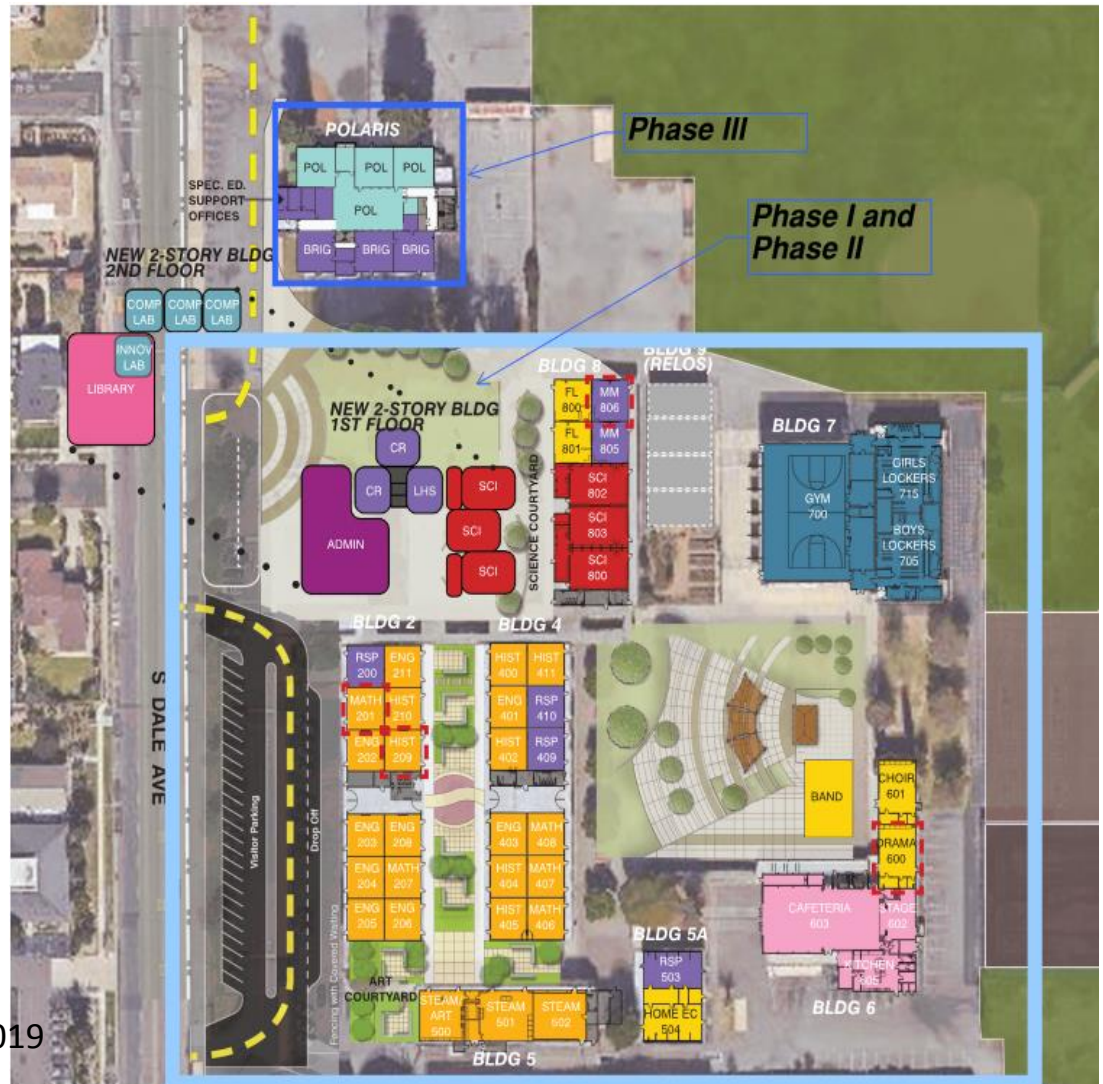 POLARIS
POL
POL
POL
POL
SPEC. ED.
SUPPORT
OFFICES
BRIG
BRIG
BRIG
Phase III
Phase I and
Phase II
NEW 2-STORY BLDG
2ND FLOOR
COMP
LAB
COMP
LAB
COMP
LAB
INNOV
LAB
LIBRARY
NEW 2-STORY BLDG
1ST FLOOR
CR
CR
LHS
ADMIN
SCI
SCI
SCI
SCIENCE COURTYARD
BLDG 8
FL
800
MM
806
FL
801
MM
805
SCI
802
SCI
803
SCI
800
BLDG 9
(RELOS)
BLDG 7
GYM
700
GIRLS
LOCKERS
715
BOYS
LOCKERS
705
S DALE AVE
Visitor Parking
Drop Off
Fencing with Covered Waiting
BLDG 2
RSP
200
ENG
211
MATH
201
HIST
210
ENG
202
HIST
209
ENG
203
ENG
208
ENG
204
MATH
207
ENG
205
ENG
206
BLDG 4
HIST
400
HIST
411
ENG
401
RSP
410
HIST
402
RSP
409
ENG
403
MATH
408
HIST
404
MATH
407
HIST
405
MATH
406
BAND
CHOIR
601
DRAMA
600
CAFETERIA
603
STAGE
602
KITCHEN
605
BLDG 6
BLDG 5A
RSP
503
HOME EC
504
ART
COURTYARD
STEAM
ART
500
STEAM
501
STEAM
502
BLDG 5
019